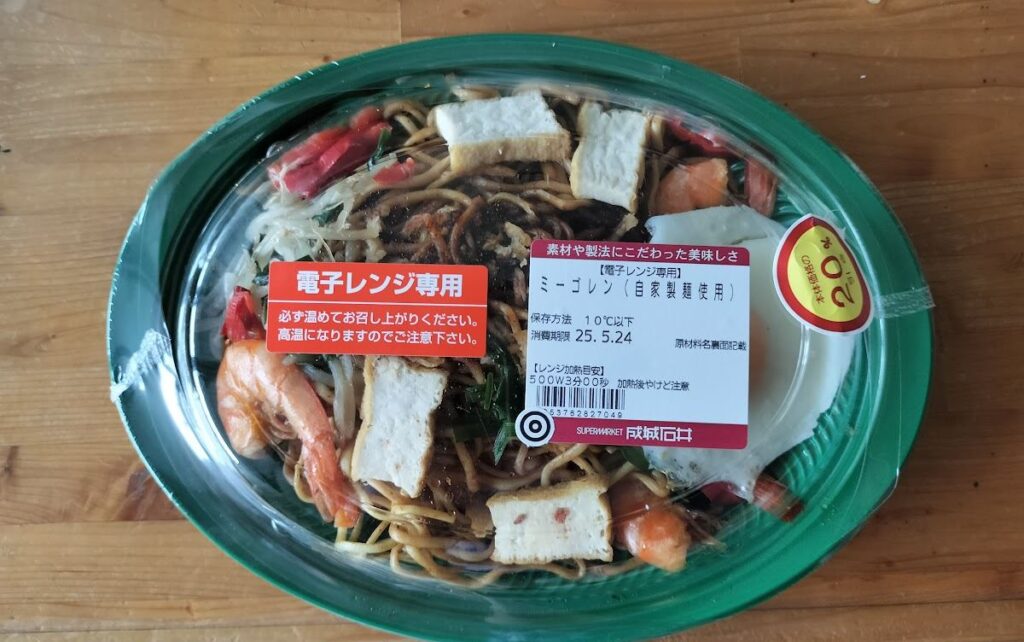 電子レンジ専用
必ず温めてお召し上がりください。
高温になりますのでご注意下さい。
素材や製法にこだわった美味しさ
【電子レンジ専用】
ミーゴレン(自家製麺使用)
保存方法 10℃以下
消費期限 25.5.24
原材料名裏面記載
【レンジ加熱目安】
500W3分00秒 加熱後やけど注意
SUPERMARKET 成城石井
本体価格の
20%